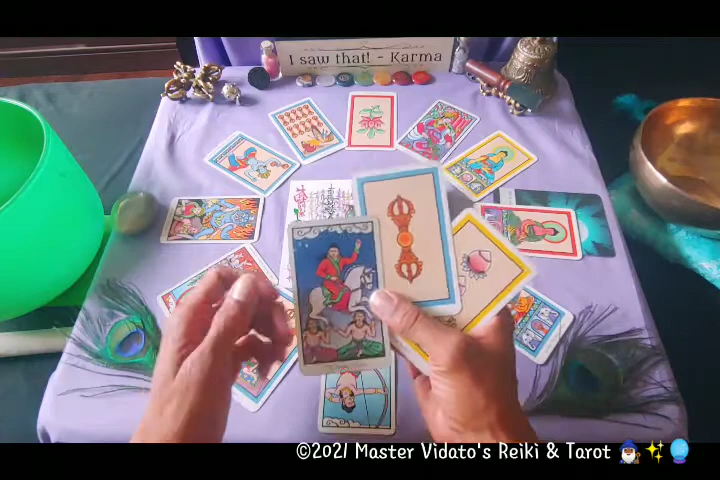 I saw that! - Karma
©2021 Master Vidato's Reiki & Tarot 🧙‍♂️✨🔮